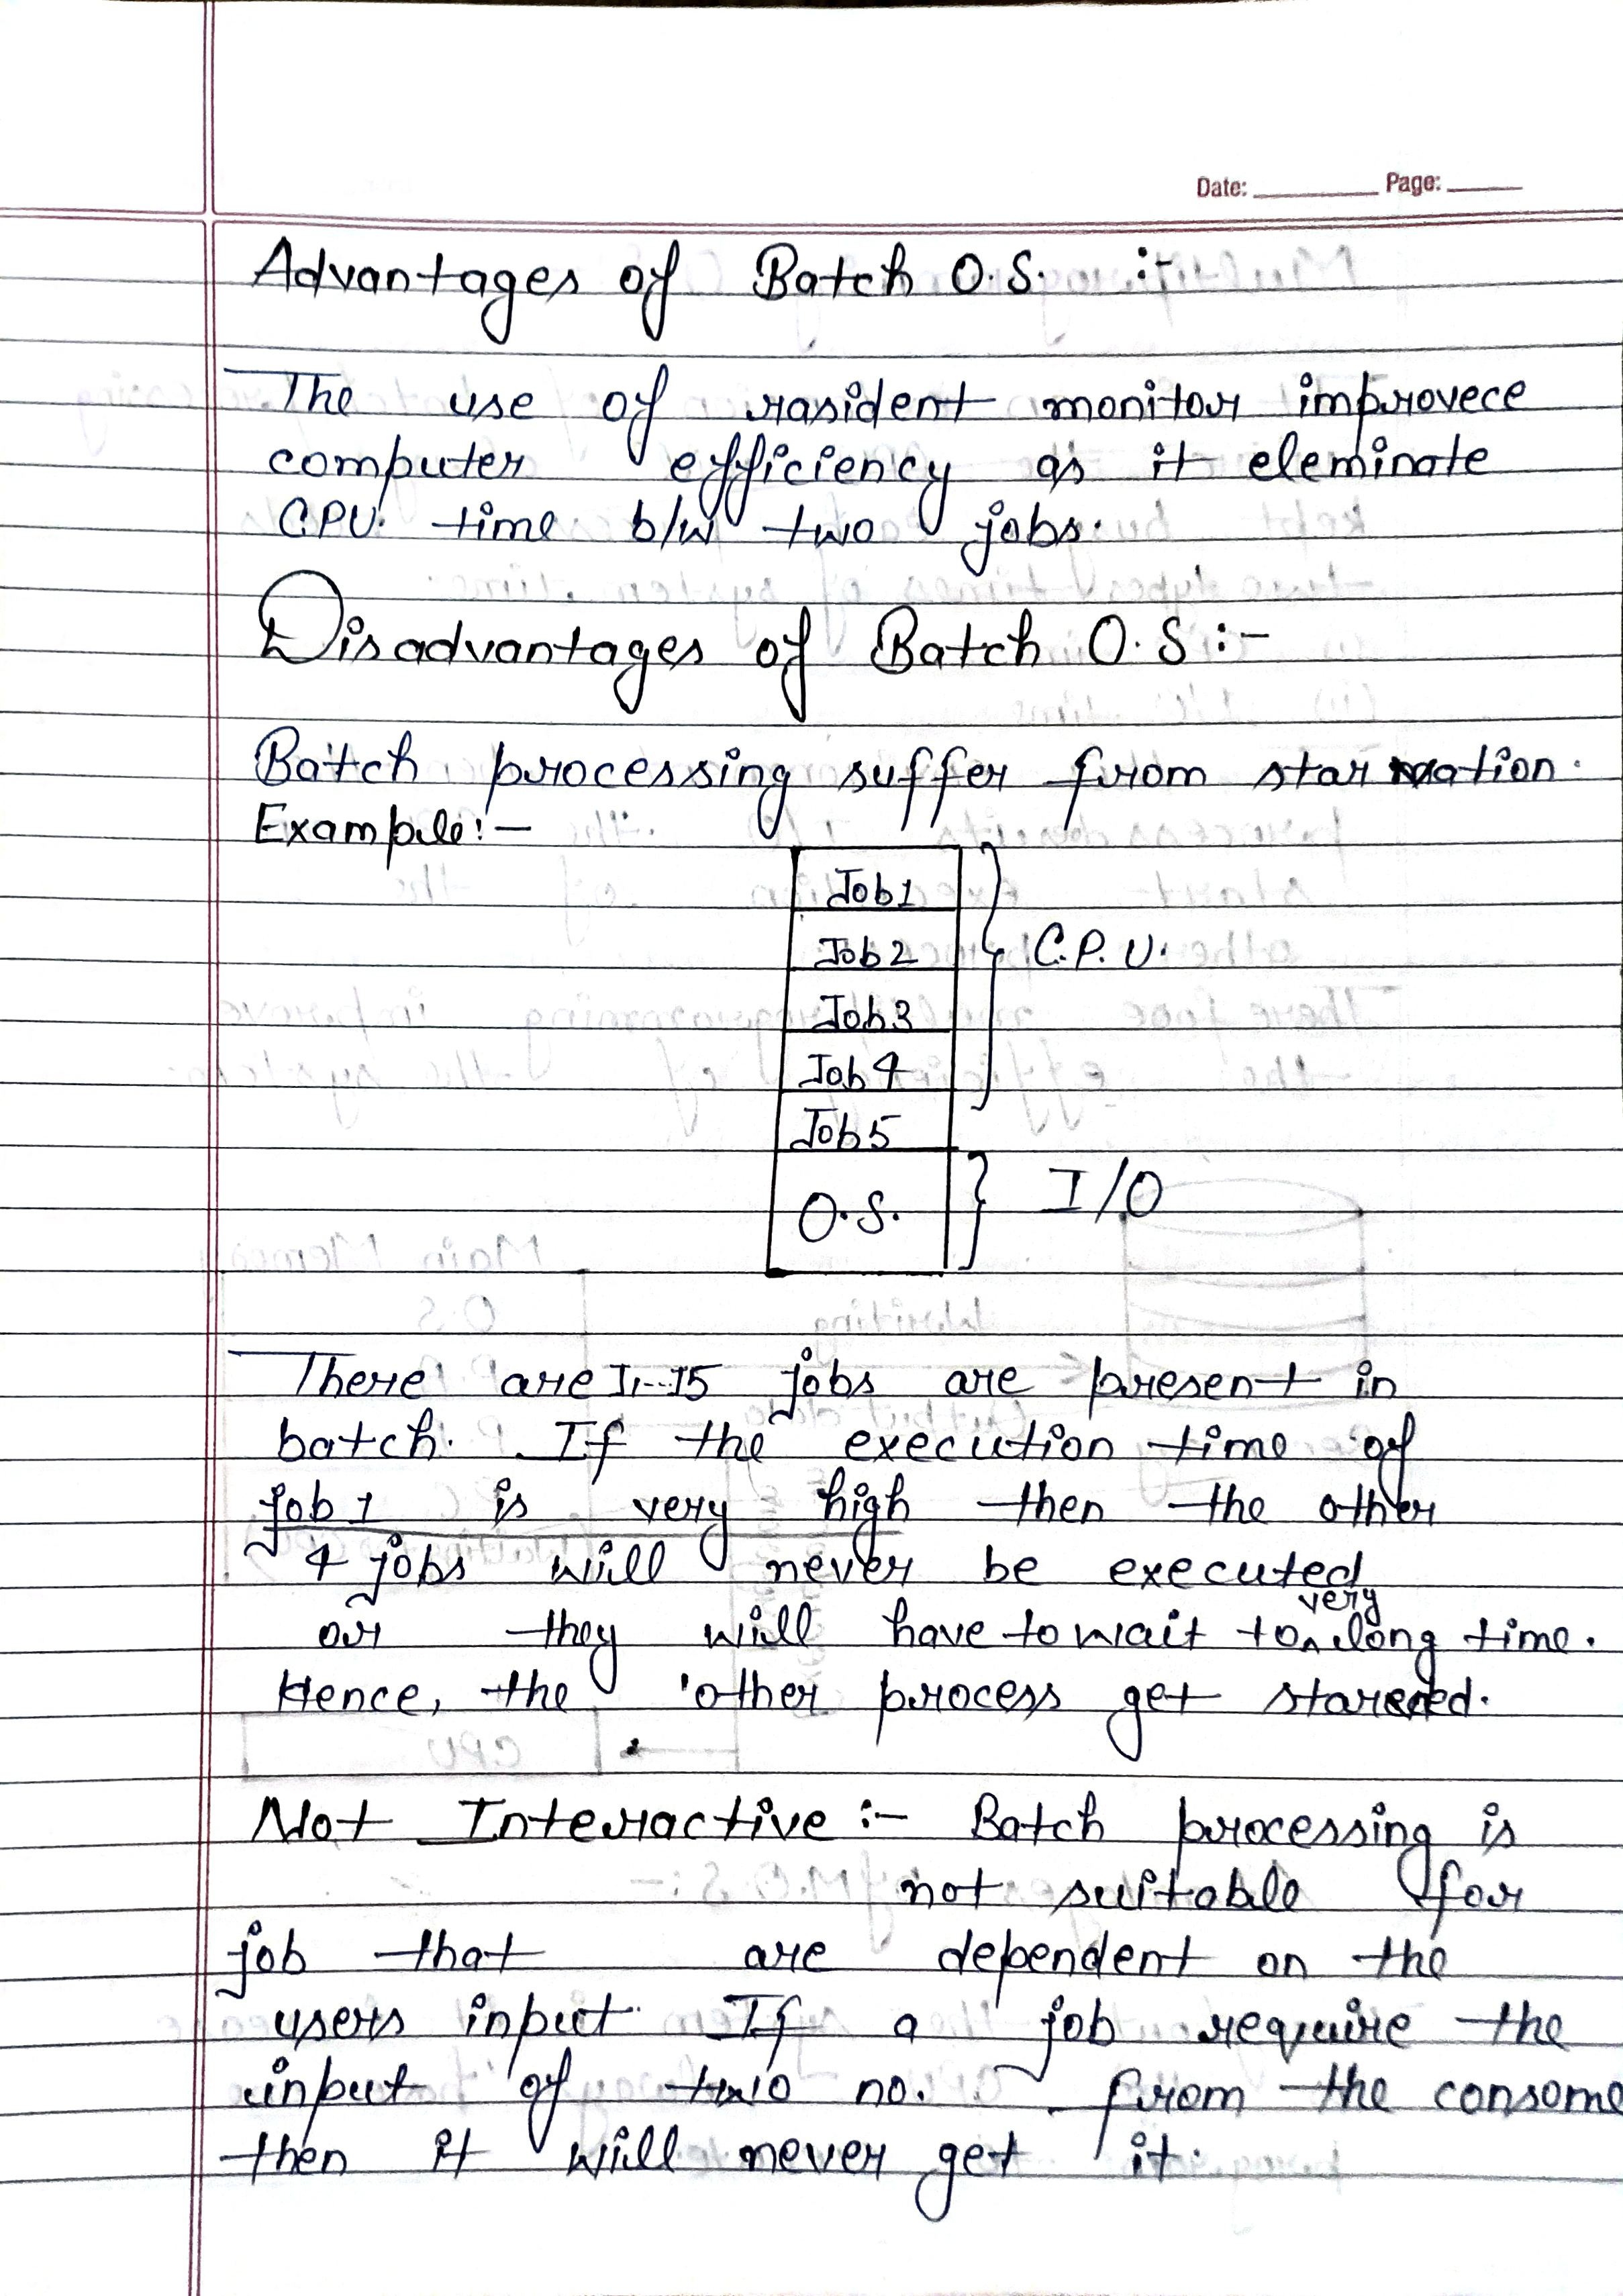 Date: Page:
Advantages of Batch O.S. :-
The use of rasident monitor improvece
computer efficiency as it eleminate
C.P.U. time b/w two jobs.
Disadvantages of Batch O.S :-
Batch processing suffer from starvation.
Example:-
Job1
Job2
C.P.U.
Job3
Job4
Job5
I/O
O.S.
There are J1--J5 jobs are present in
batch. If the execution time of
job 1 is very high then the other
4 jobs will never be executed
or they will have to wait to very long time.
Hence, the other process get starved.
Not Interactive :- Batch processing is
not suitable for
job that are dependent on the
users input. If a job require the
input of two no. from the consome
then it will never get it.